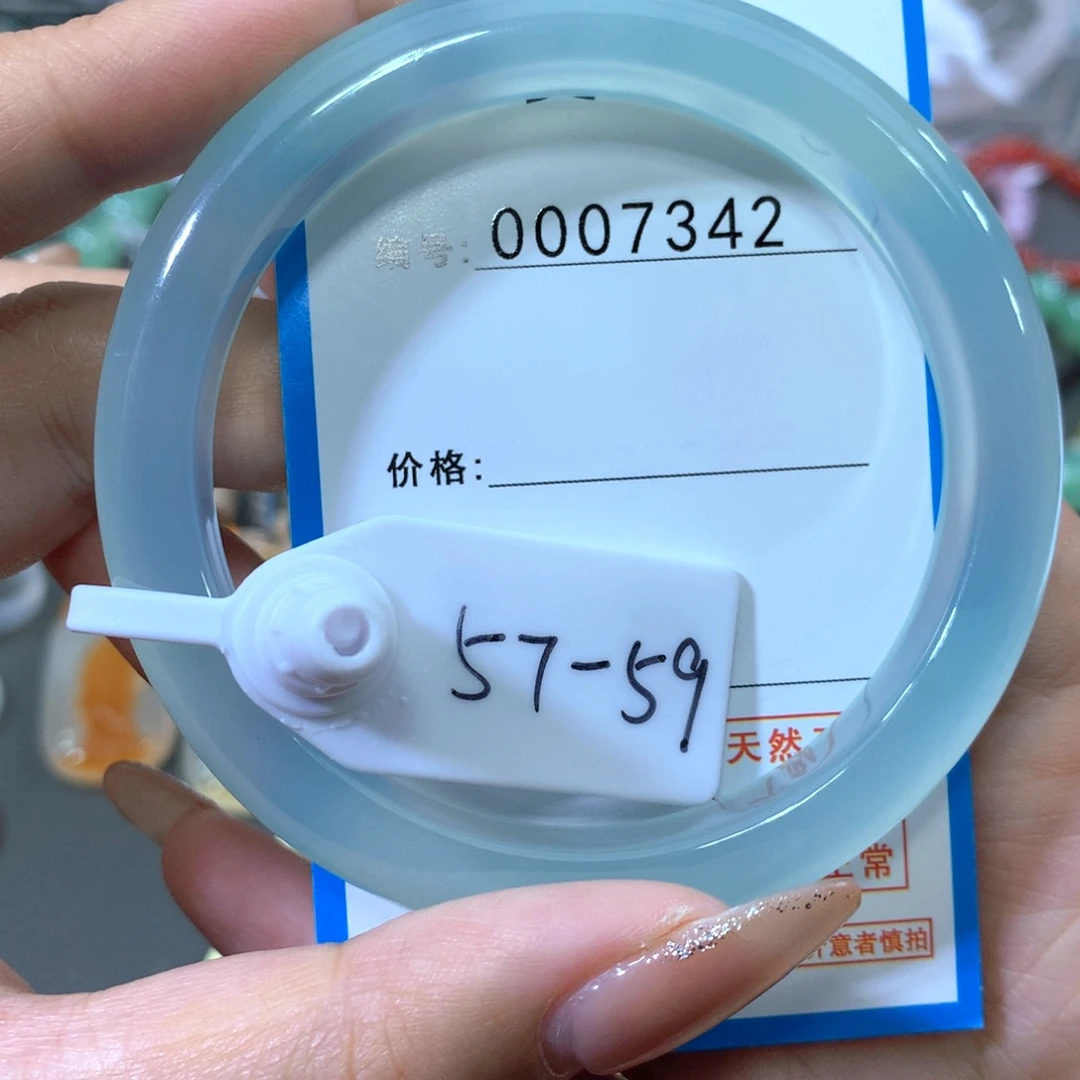 编号: 0007342
价格:
57-59
天然
常
意者慎拍